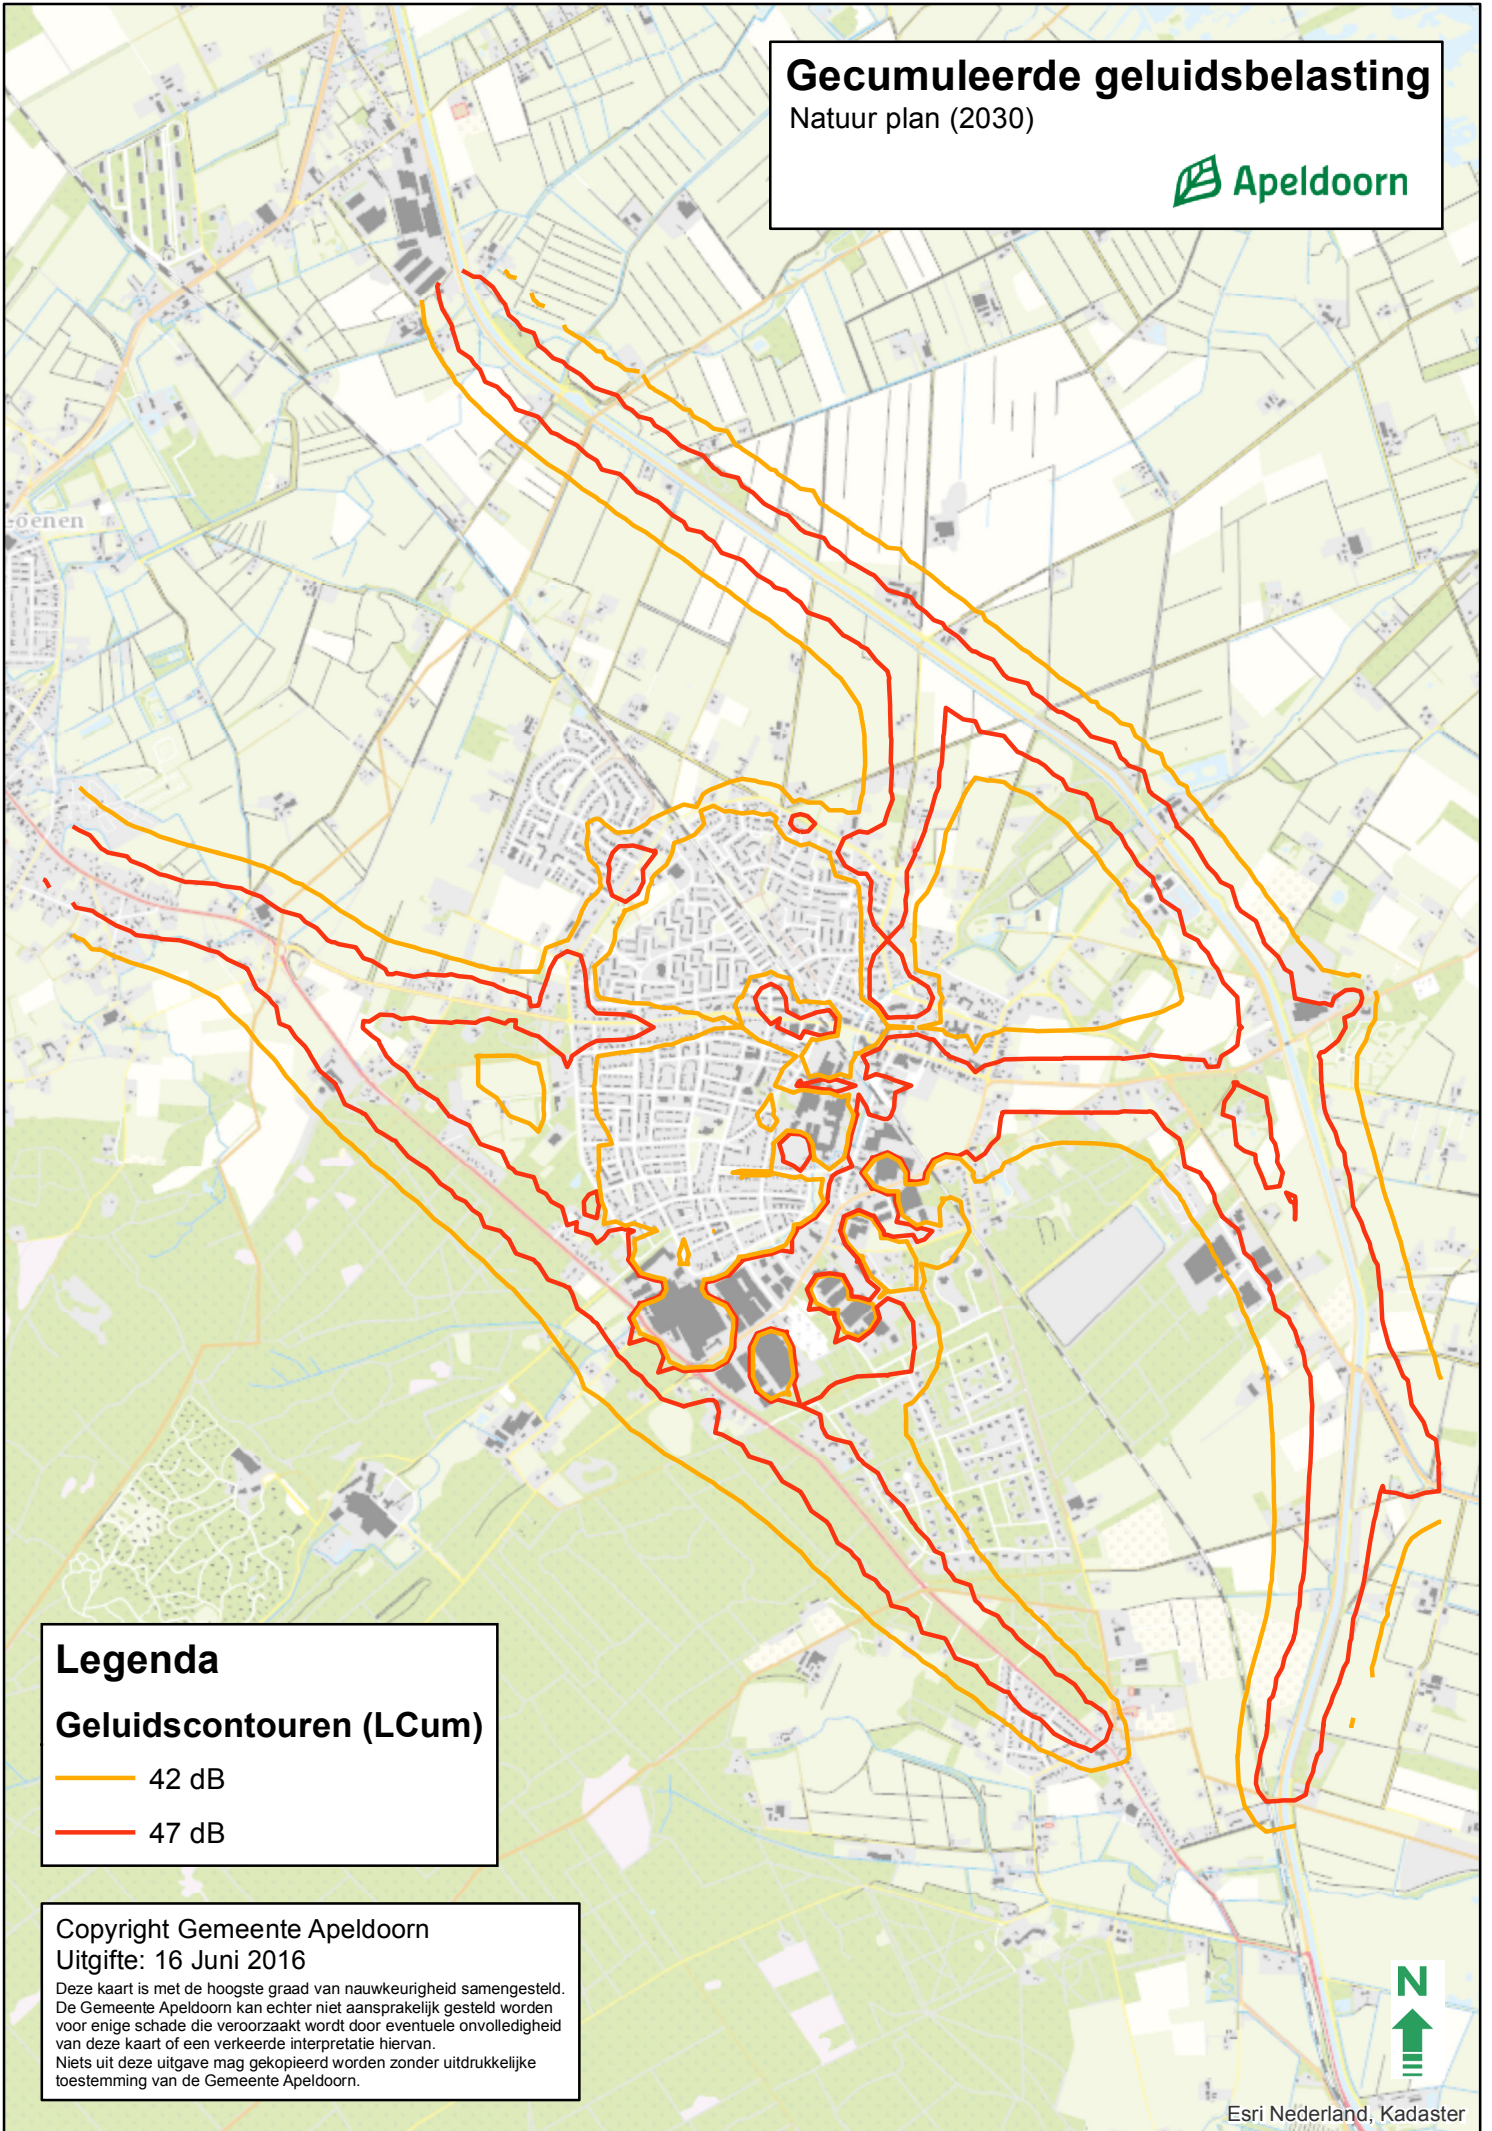 Gecumuleerde geluidsbelasting
Natuur plan (2030)
Apeldoorn
oenen
Legenda
Geluidscontouren (LCum)
42 dB
47 dB
Copyright Gemeente Apeldoorn
Uitgifte: 16 Juni 2016
Deze kaart is met de hoogste graad van nauwkeurigheid samengesteld.
De Gemeente Apeldoorn kan echter niet aansprakelijk gesteld worden
voor enige schade die veroorzaakt wordt door eventuele onvolledigheid
van deze kaart of een verkeerde interpretatie hiervan.
Niets uit deze uitgave mag gekopieerd worden zonder uitdrukkelijke
toestemming van de Gemeente Apeldoorn.
N
Esri Nederland, Kadaster